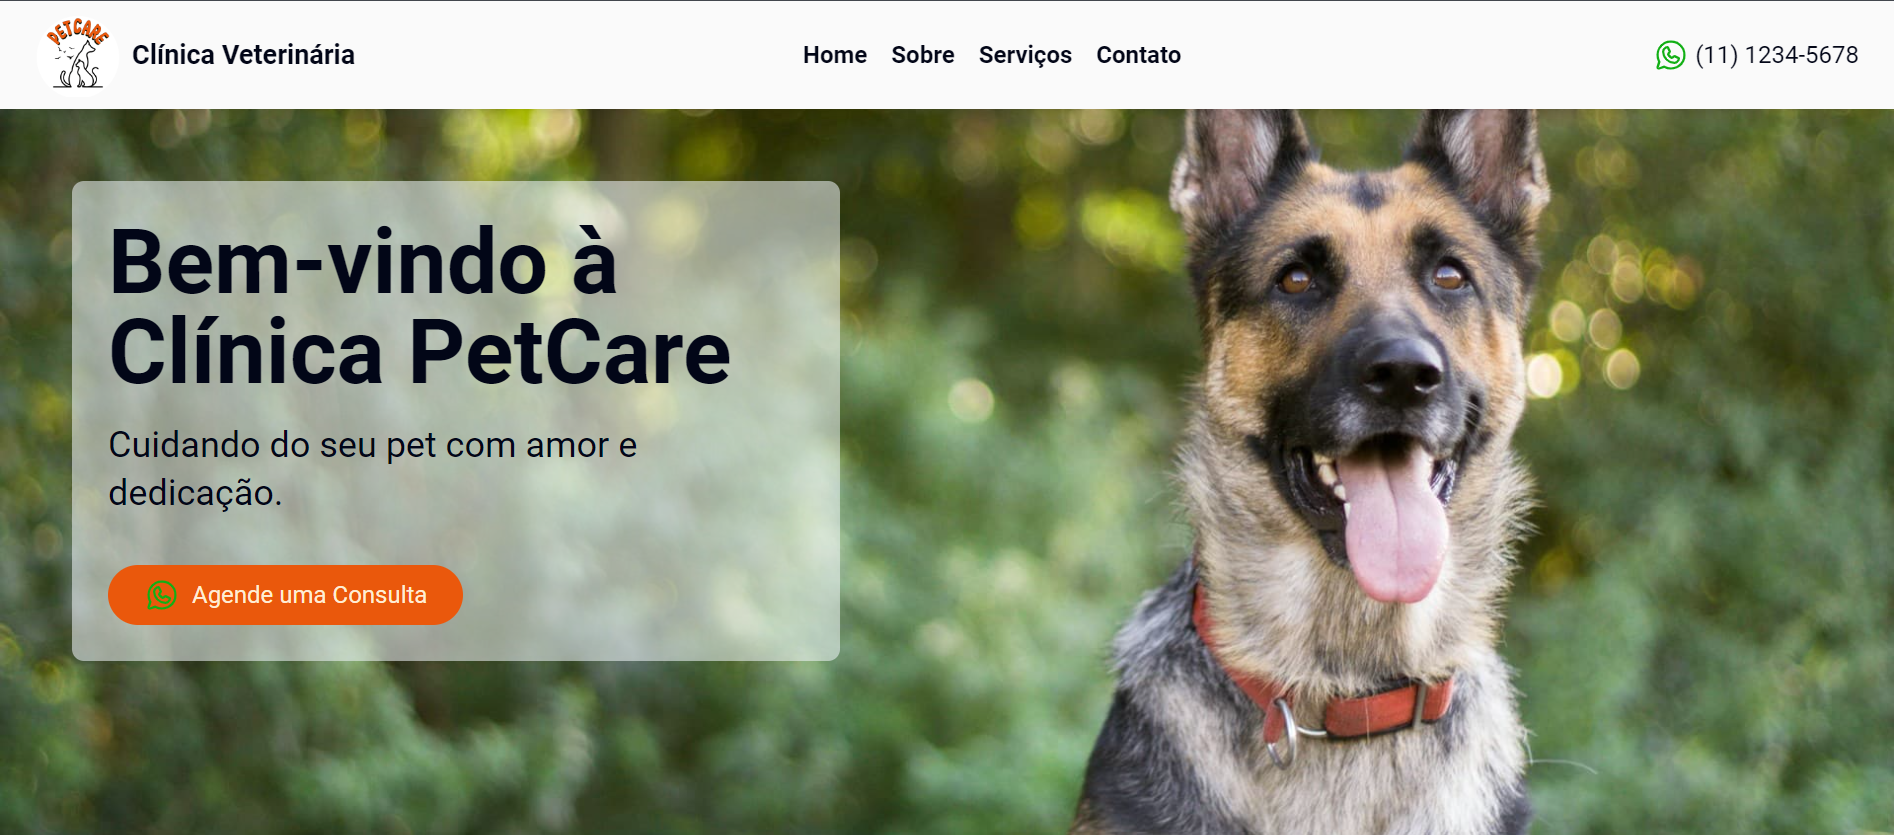 PETCARE
Clínica Veterinária
Home
Sobre
Serviços
Contato
(11) 1234-5678
Bem-vindo à
Clínica PetCare
Cuidando do seu pet com amor e
dedicação.
Agende uma Consulta